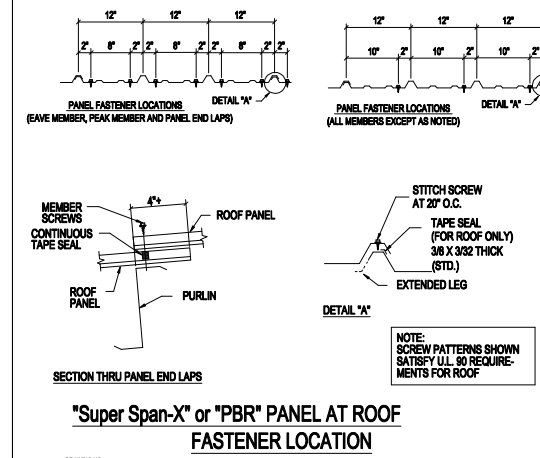 12" 12" 12"
2" 8" 2" 2" 8" 2" 2" 8" 2" 2"
PANEL FASTENER LOCATIONS
(EAVE MEMBER, PEAK MEMBER AND PANEL END LAPS)
DETAIL "A"
12" 12" 12"
10" 2" 10" 2" 10" 2"
PANEL FASTENER LOCATIONS
(ALL MEMBERS EXCEPT AS NOTED)
DETAIL "A"
4"+
MEMBER
SCREWS
CONTINUOUS
TAPE SEAL
ROOF PANEL
ROOF
PANEL
PURLIN
SECTION THRU PANEL END LAPS
STITCH SCREW
AT 20" O.C.
TAPE SEAL
(FOR ROOF ONLY)
3/8 X 3/32 THICK
(STD.)
EXTENDED LEG
DETAIL "A"
NOTE:
SCREW PATTERNS SHOWN
SATISFY U.L. 90 REQUIRE-
MENTS FOR ROOF
"Super Span-X" or "PBR" PANEL AT ROOF
FASTENER LOCATION